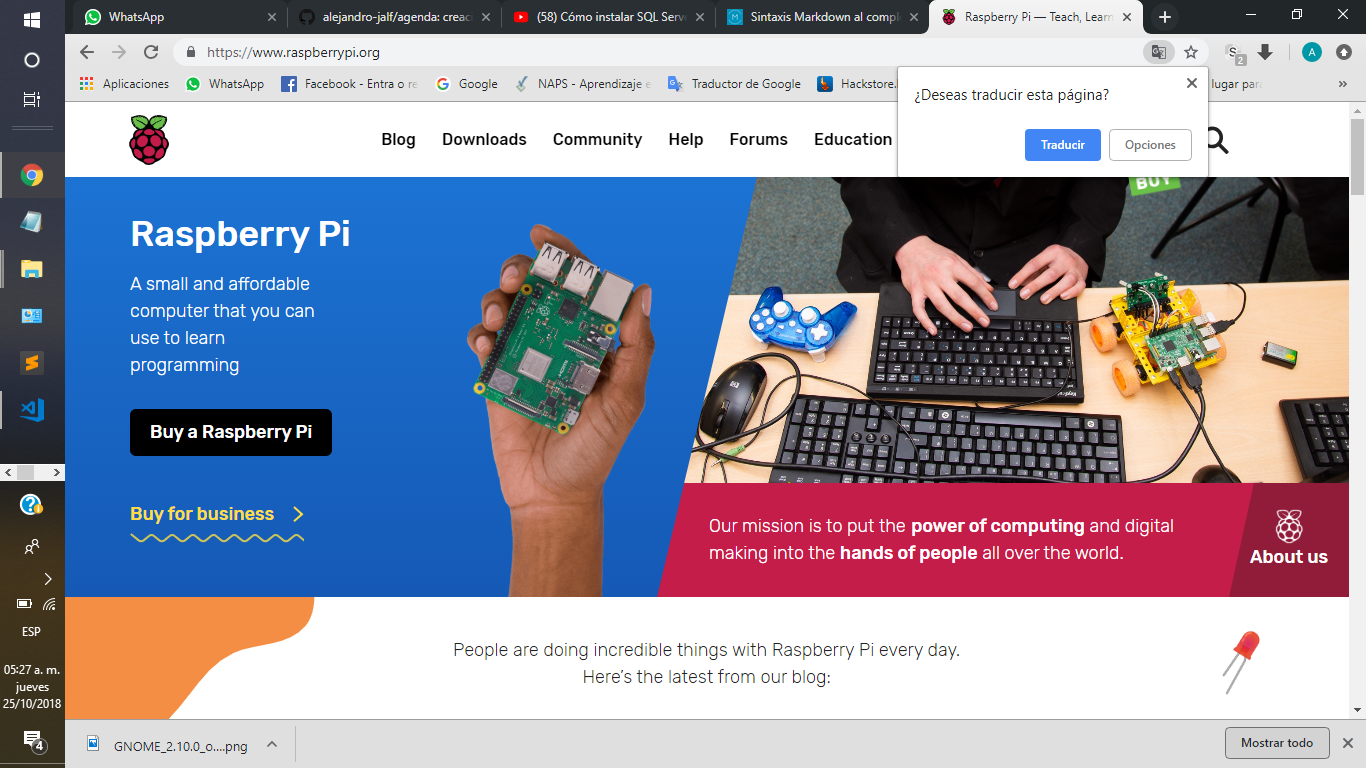 WhatsApp
alejandro-jalf/agenda: creaci
(58) Cómo instalar SQL Serv
Sintaxis Markdown al compl
Raspberry Pi — Teach, Learn
https://www.raspberrypi.org
2
A
Aplicaciones
WhatsApp
Facebook - Entra o re
Google
NAPS - Aprendizaje e
Traductor de Google
Hackstore.
lugar para
»
¿Deseas traducir esta página?
Traducir
Opciones
Blog
Downloads
Community
Help
Forums
Education
BUY
Raspberry Pi
A small and affordable
computer that you can
use to learn
programming
Buy a Raspberry Pi
Buy for business
hp
Our mission is to put the power of computing and digital
making into the hands of people all over the world.
About us
People are doing incredible things with Raspberry Pi every day.
Here's the latest from our blog:
ESP
05:27 a. m.
jueves
25/10/2018
4
GNOME_2.10.0_o....png
Mostrar todo